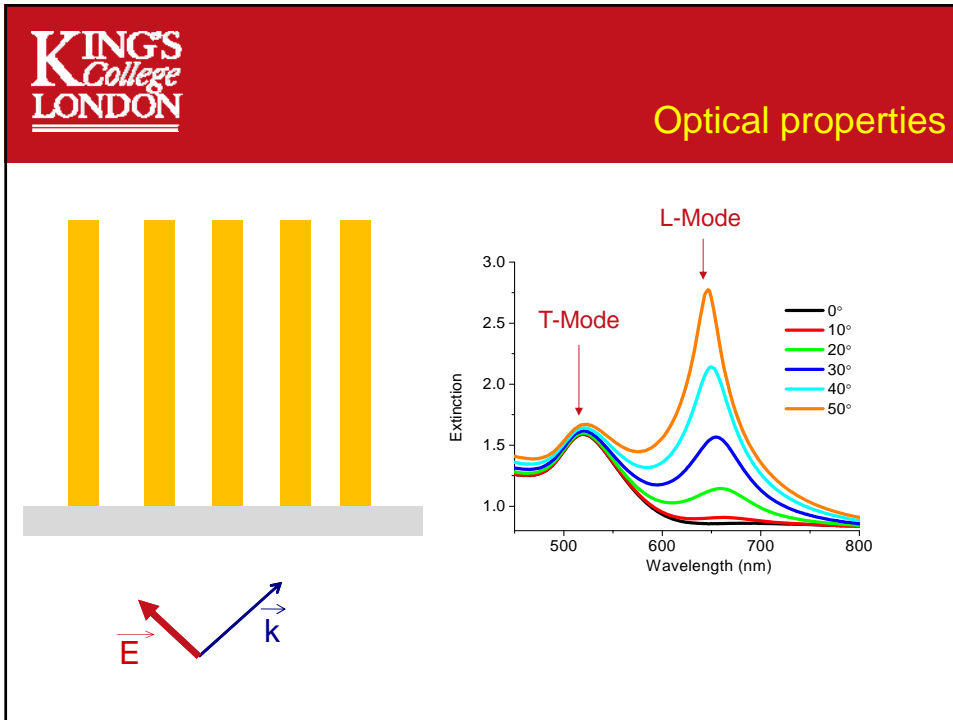 KING'S
College
LONDON
Optical properties
L-Mode
T-Mode
3.0
2.5
2.0
1.5
1.0
Extinction
500 600 700 800
Wavelength (nm)
0°
10°
20°
30°
40°
50°
E
k